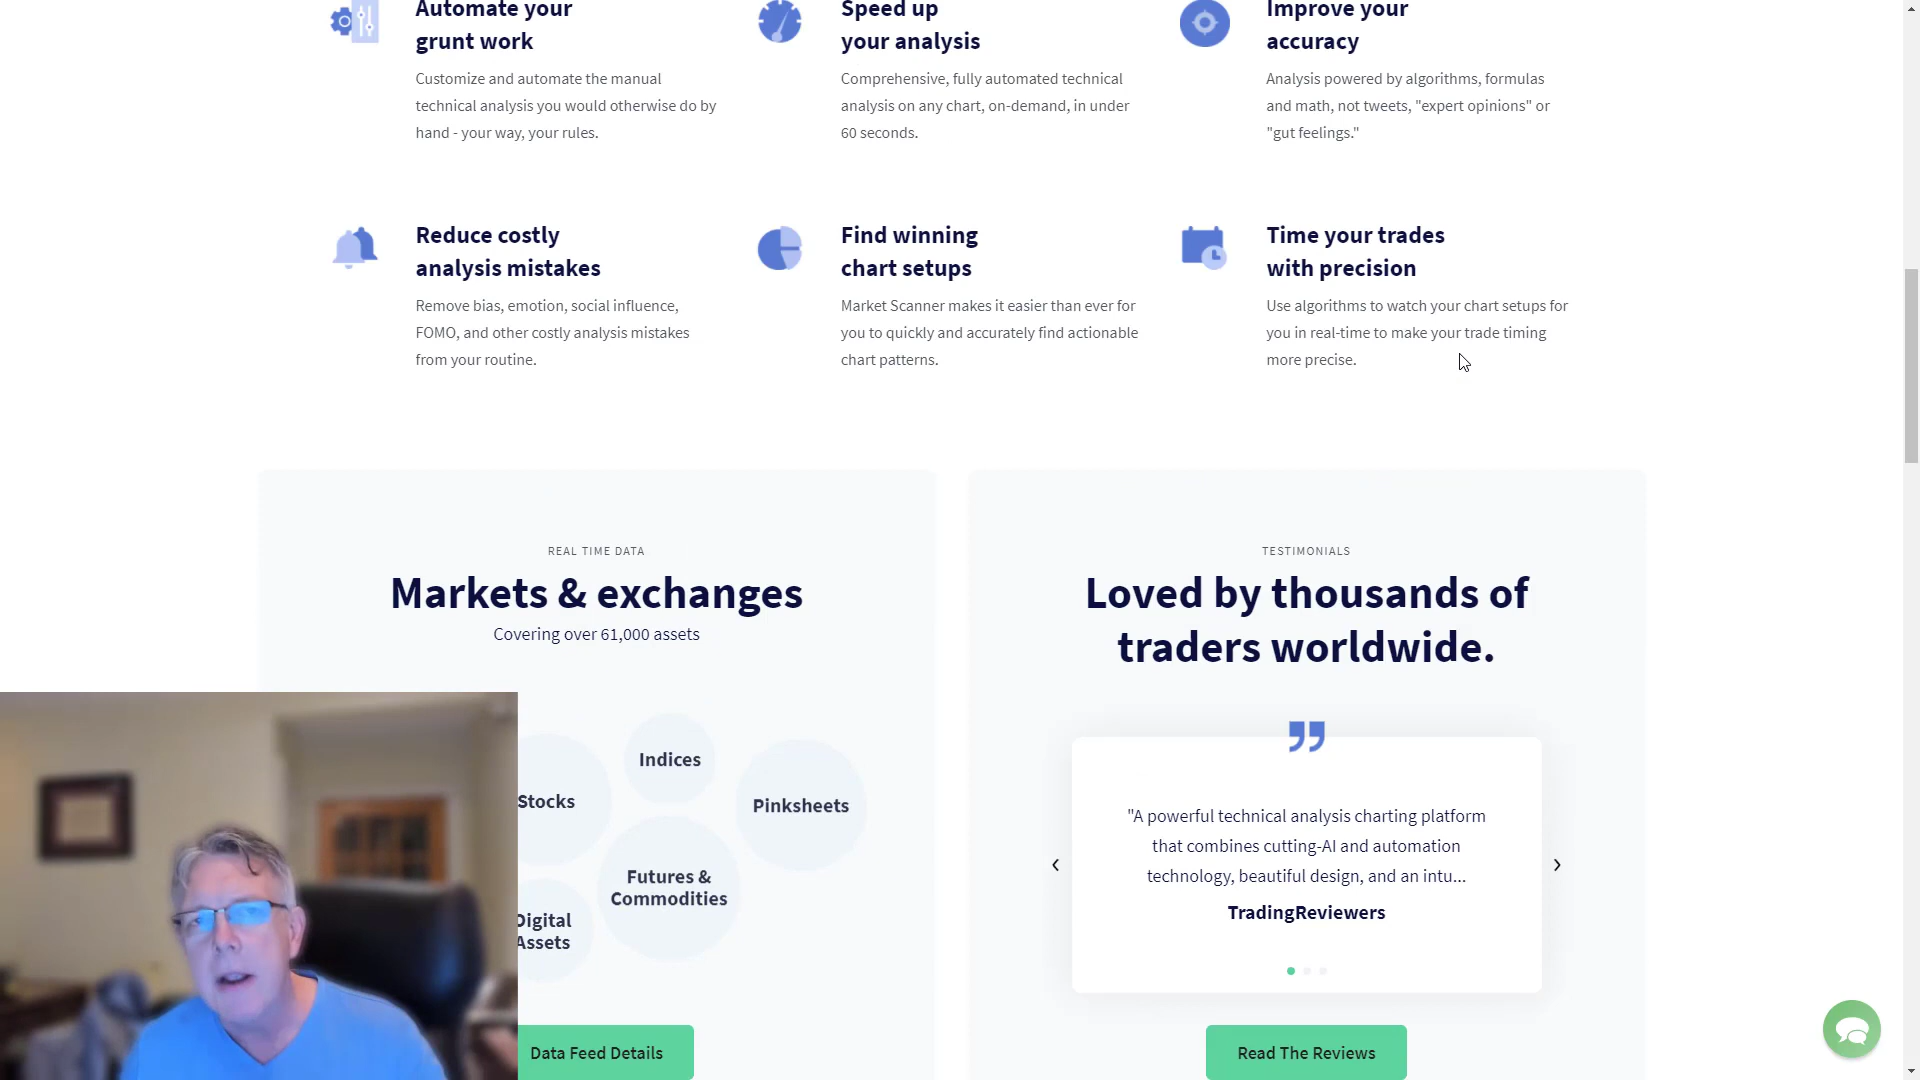 Automate your
grunt work
Customize and automate the manual
technical analysis you would otherwise do by
hand - your way, your rules.
Speed up
your analysis
Comprehensive, fully automated technical
analysis on any chart, on-demand, in under
60 seconds.
Improve your
accuracy
Analysis powered by algorithms, formulas
and math, not tweets, "expert opinions" or
"gut feelings."
Reduce costly
analysis mistakes
Remove bias, emotion, social influence,
FOMO, and other costly analysis mistakes
from your routine.
Find winning
chart setups
Market Scanner makes it easier than ever for
you to quickly and accurately find actionable
chart patterns.
Time your trades
with precision
Use algorithms to watch your chart setups for
you in real-time to make your trade timing
more precise.
REAL TIME DATA
Markets & exchanges
Covering over 61,000 assets
Indices
Stocks
Pinksheets
Futures &
Commodities
Digital
Assets
Data Feed Details
TESTIMONIALS
Loved by thousands of
traders worldwide.
"A powerful technical analysis charting platform
that combines cutting-AI and automation
technology, beautiful design, and an intu...
TradingReviewers
Read The Reviews